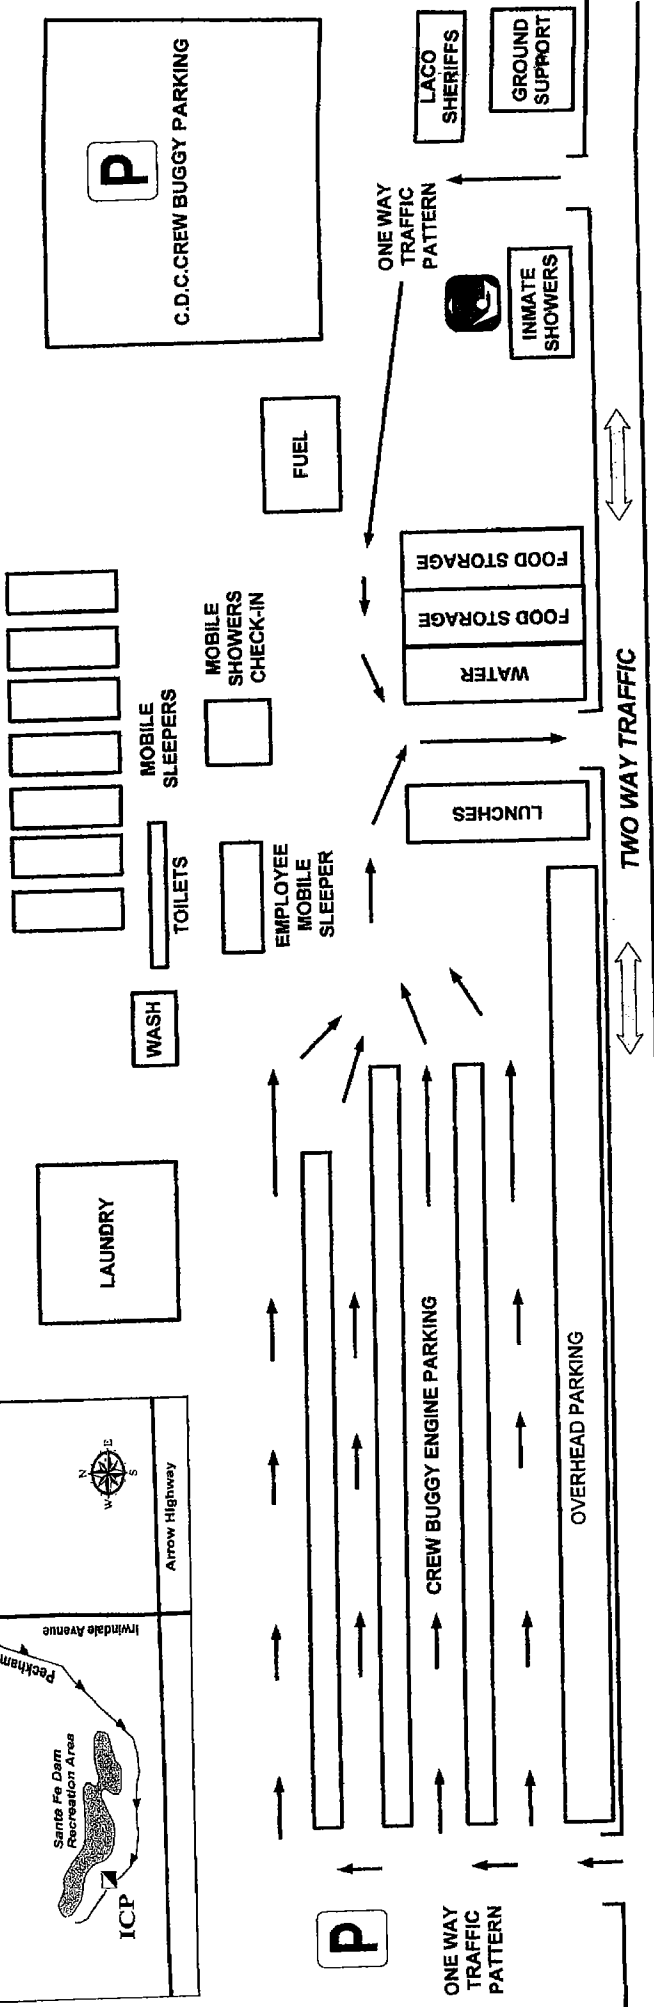 P
C.D.C.CREW BUGGY PARKING
LACO
SHERIFFS
GROUND
SUPPORT
ONE WAY
TRAFFIC
PATTERN
INMATE
SHOWERS
FUEL
FOOD STORAGE
FOOD STORAGE
WATER
LUNCHES
TWO WAY TRAFFIC
MOBILE
SHOWERS
CHECK-IN
MOBILE
SLEEPERS
TOILETS
EMPLOYEE
MOBILE
SLEEPER
WASH
LAUNDRY
CREW BUGGY ENGINE PARKING
OVERHEAD PARKING
N
E
S
W
Arrow Highway
Irwindale Avenue
Peckham
Santa Fe Dam
Recreation Area
ICP
P
ONE WAY
TRAFFIC
PATTERN